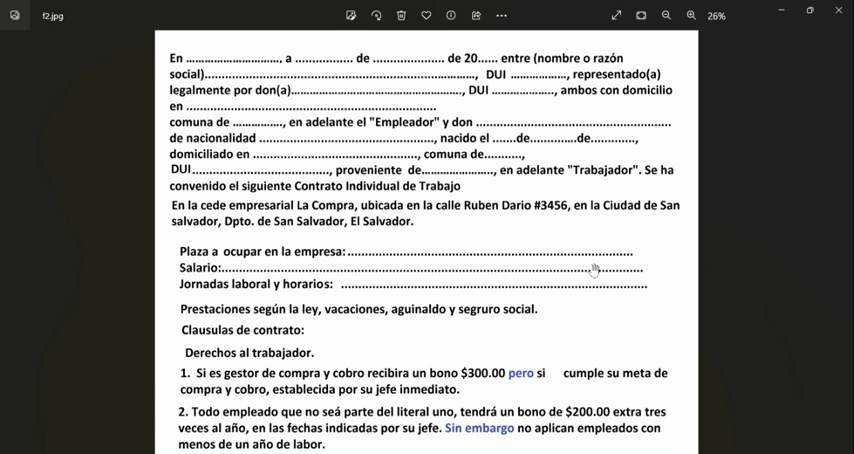 f2.jpg
26%
En ................................, a ................... de ....................... de 20...... entre (nombre o razón
social)........................................................................................., DUI .................., representado(a)
legalmente por don(a)........................................................., DUI ...................., ambos con domicilio
en ...................................................................................
comuna de ................, en adelante el "Empleador" y don .................................................................
de nacionalidad .........................................................., nacido el .......de..............de..............,
domiciliado en ......................................................, comuna de............,
DUI.............................................., proveniente de........................, en adelante "Trabajador". Se ha
convenido el siguiente Contrato Individual de Trabajo
En la cede empresarial La Compra, ubicada en la calle Ruben Dario #3456, en la Ciudad de San
salvador, Dpto. de San Salvador, El Salvador.
Plaza a ocupar en la empresa:..............................................................................................
Salario:.........................................................................................................................................
Jornadas laboral y horarios: ....................................................................................................
Prestaciones según la ley, vacaciones, aguinaldo y segruro social.
Clausulas de contrato:
Derechos al trabajador.
1. Si es gestor de compra y cobro recibira un bono $300.00 pero si cumple su meta de
compra y cobro, establecida por su jefe inmediato.
2. Todo empleado que no seá parte del literal uno, tendrá un bono de $200.00 extra tres
veces al año, en las fechas indicadas por su jefe. Sin embargo no aplican empleados con
menos de un año de labor.